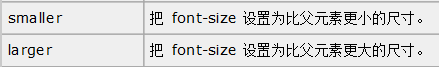 smaller 把 font-size 设置为比父元素更小的尺寸。
larger 把 font-size 设置为比父元素更大的尺寸。